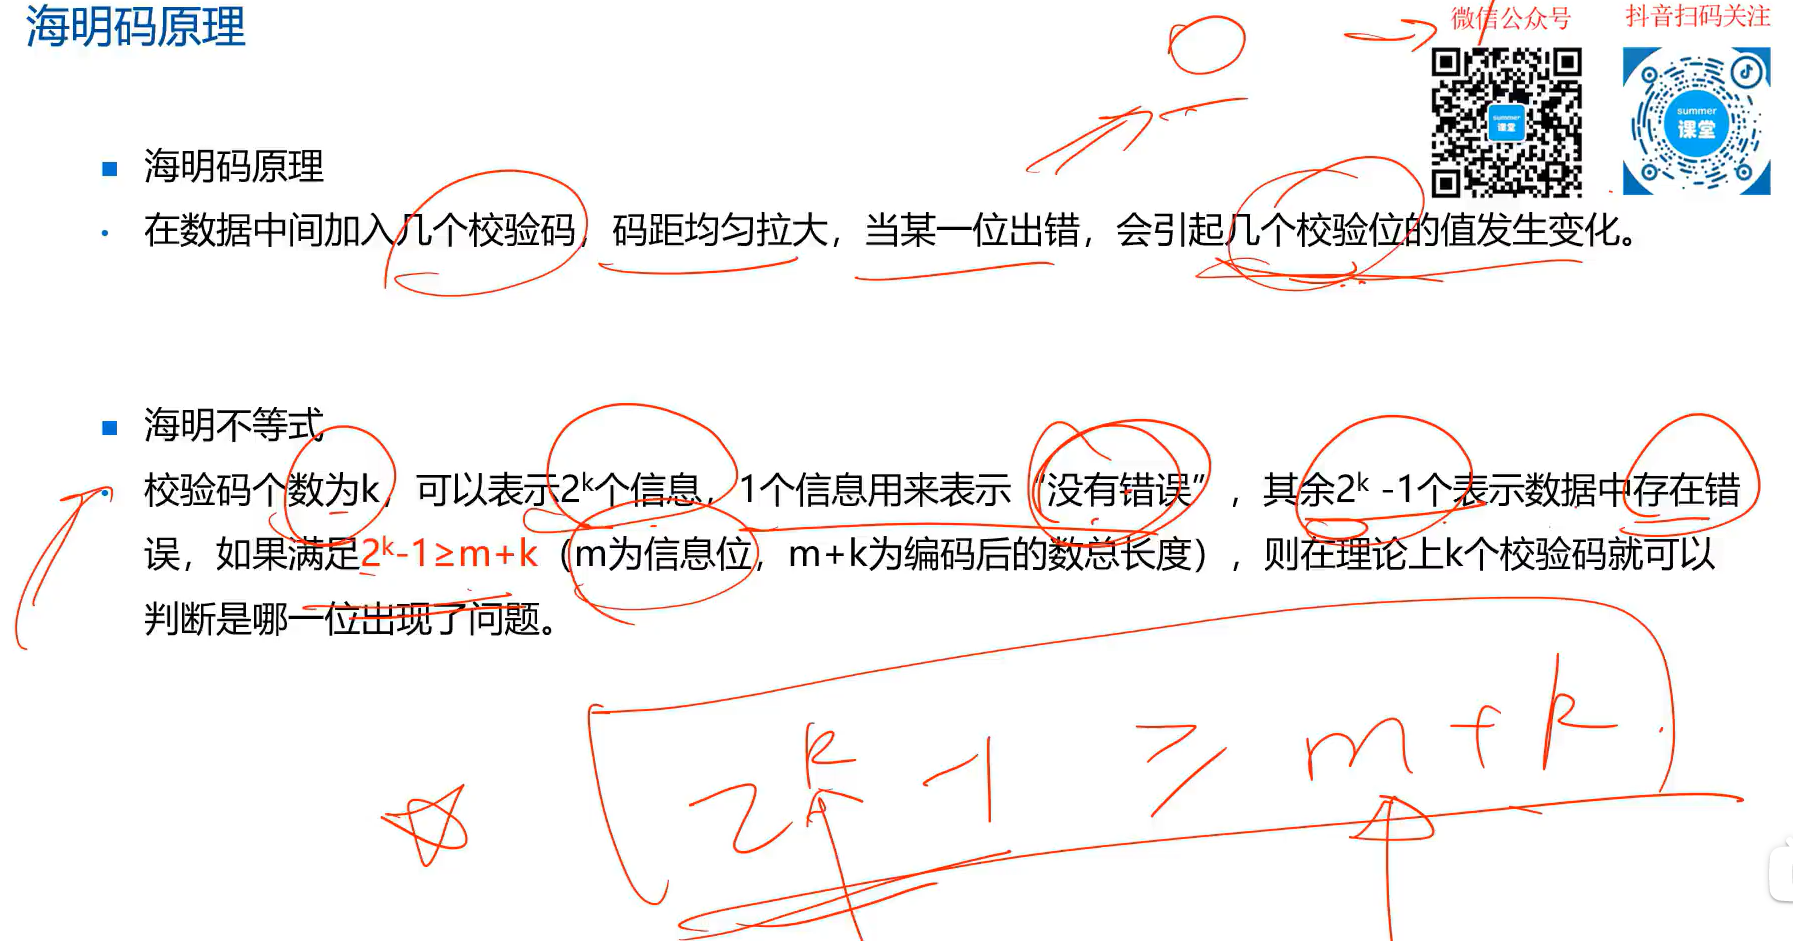 海明码原理
微信公众号
抖音扫码关注
summer
课堂
summer
课堂
海明码原理
在数据中间加入几个校验码，码距均匀拉大，当某一位出错，会引起几个校验位的值发生变化。
海明不等式
校验码个数为k，可以表示2ᵏ个信息，1个信息用来表示“没有错误”，其余2ᵏ -1个表示数据中存在错
误，如果满足2ᵏ-1≥m+k（m为信息位，m+k为编码后的数总长度），则在理论上k个校验码就可以
判断是哪一位出现了问题。
2ᵏ -1 ≥ m + k